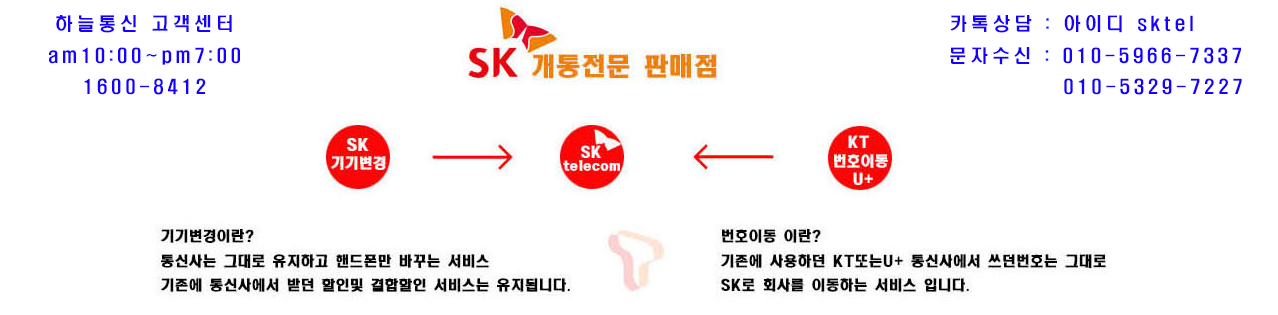 하늘통신 고객센터
am10:00~pm7:00
1600-8412
SK 개통전문 판매점
카톡상담 : 아이디 sktel
문자수신 : 010-5966-7337
010-5329-7227
SK
기기변경
SK
telecom
KT
번호이동
U+
기기변경이란?
통신사는 그대로 유지하고 핸드폰만 바꾸는 서비스
기존에 통신사에서 받던 할인및 결합할인 서비스는 유지됩니다.
번호이동 이란?
기존에 사용하던 KT또는U+ 통신사에서 쓰던번호는 그대로
SK로 회사를 이동하는 서비스 입니다.